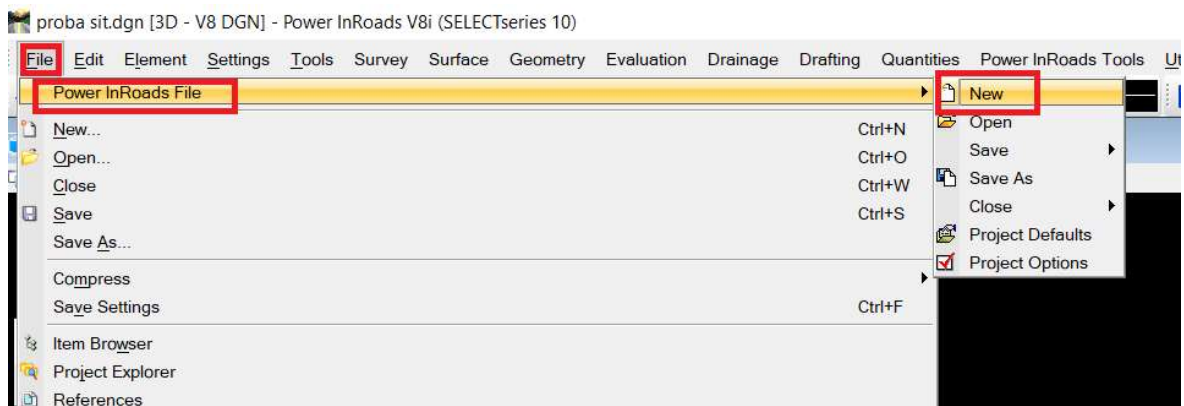 proba sit.dgn [3D - V8 DGN] - Power InRoads V8i (SELECTseries 10)
File Edit Element Settings Tools Survey Surface Geometry Evaluation Drainage Drafting Quantities Power InRoads Tools Ut
Power InRoads File
New... Ctrl+N
Open... Ctrl+O
Close Ctrl+W
Save Ctrl+S
Save As...
Compress
Save Settings Ctrl+F
Item Browser
Project Explorer
References
New
Open
Save
Save As
Close
Project Defaults
Project Options